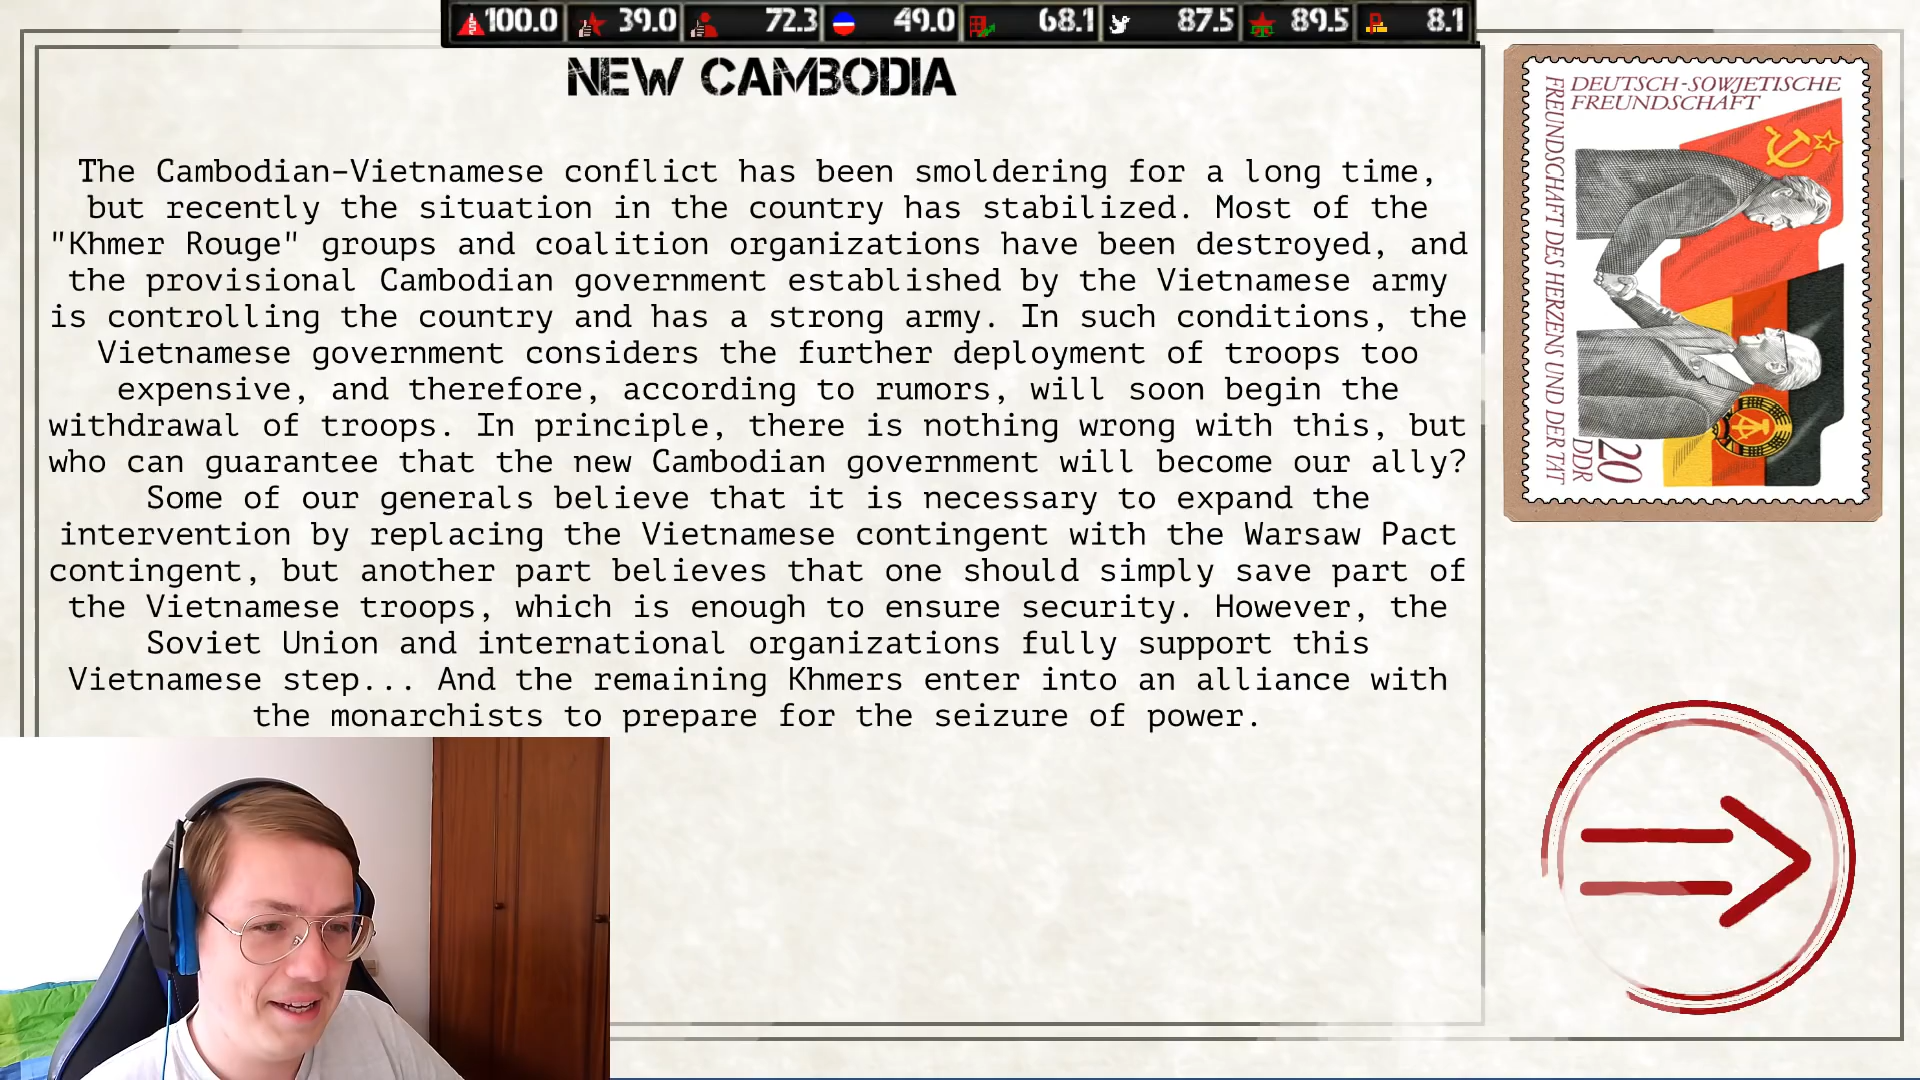 100.0 39.0 72.3 49.0 68.1 87.5 89.5 8.1
NEW CAMBODIA
The Cambodian-Vietnamese conflict has been smoldering for a long time,
but recently the situation in the country has stabilized. Most of the
"Khmer Rouge" groups and coalition organizations have been destroyed, and
the provisional Cambodian government established by the Vietnamese army
is controlling the country and has a strong army. In such conditions, the
Vietnamese government considers the further deployment of troops too
expensive, and therefore, according to rumors, will soon begin the
withdrawal of troops. In principle, there is nothing wrong with this, but
who can guarantee that the new Cambodian government will become our ally?
Some of our generals believe that it is necessary to expand the
intervention by replacing the Vietnamese contingent with the Warsaw Pact
contingent, but another part believes that one should simply save part of
the Vietnamese troops, which is enough to ensure security. However, the
Soviet Union and international organizations fully support this
Vietnamese step... And the remaining Khmers enter into an alliance with
the monarchists to prepare for the seizure of power.
DEUTSCH-SOWJETISCHE
FREUNDSCHAFT
FREUNDSCHAFT DES HERZENS UND DER TAT
DDR
20